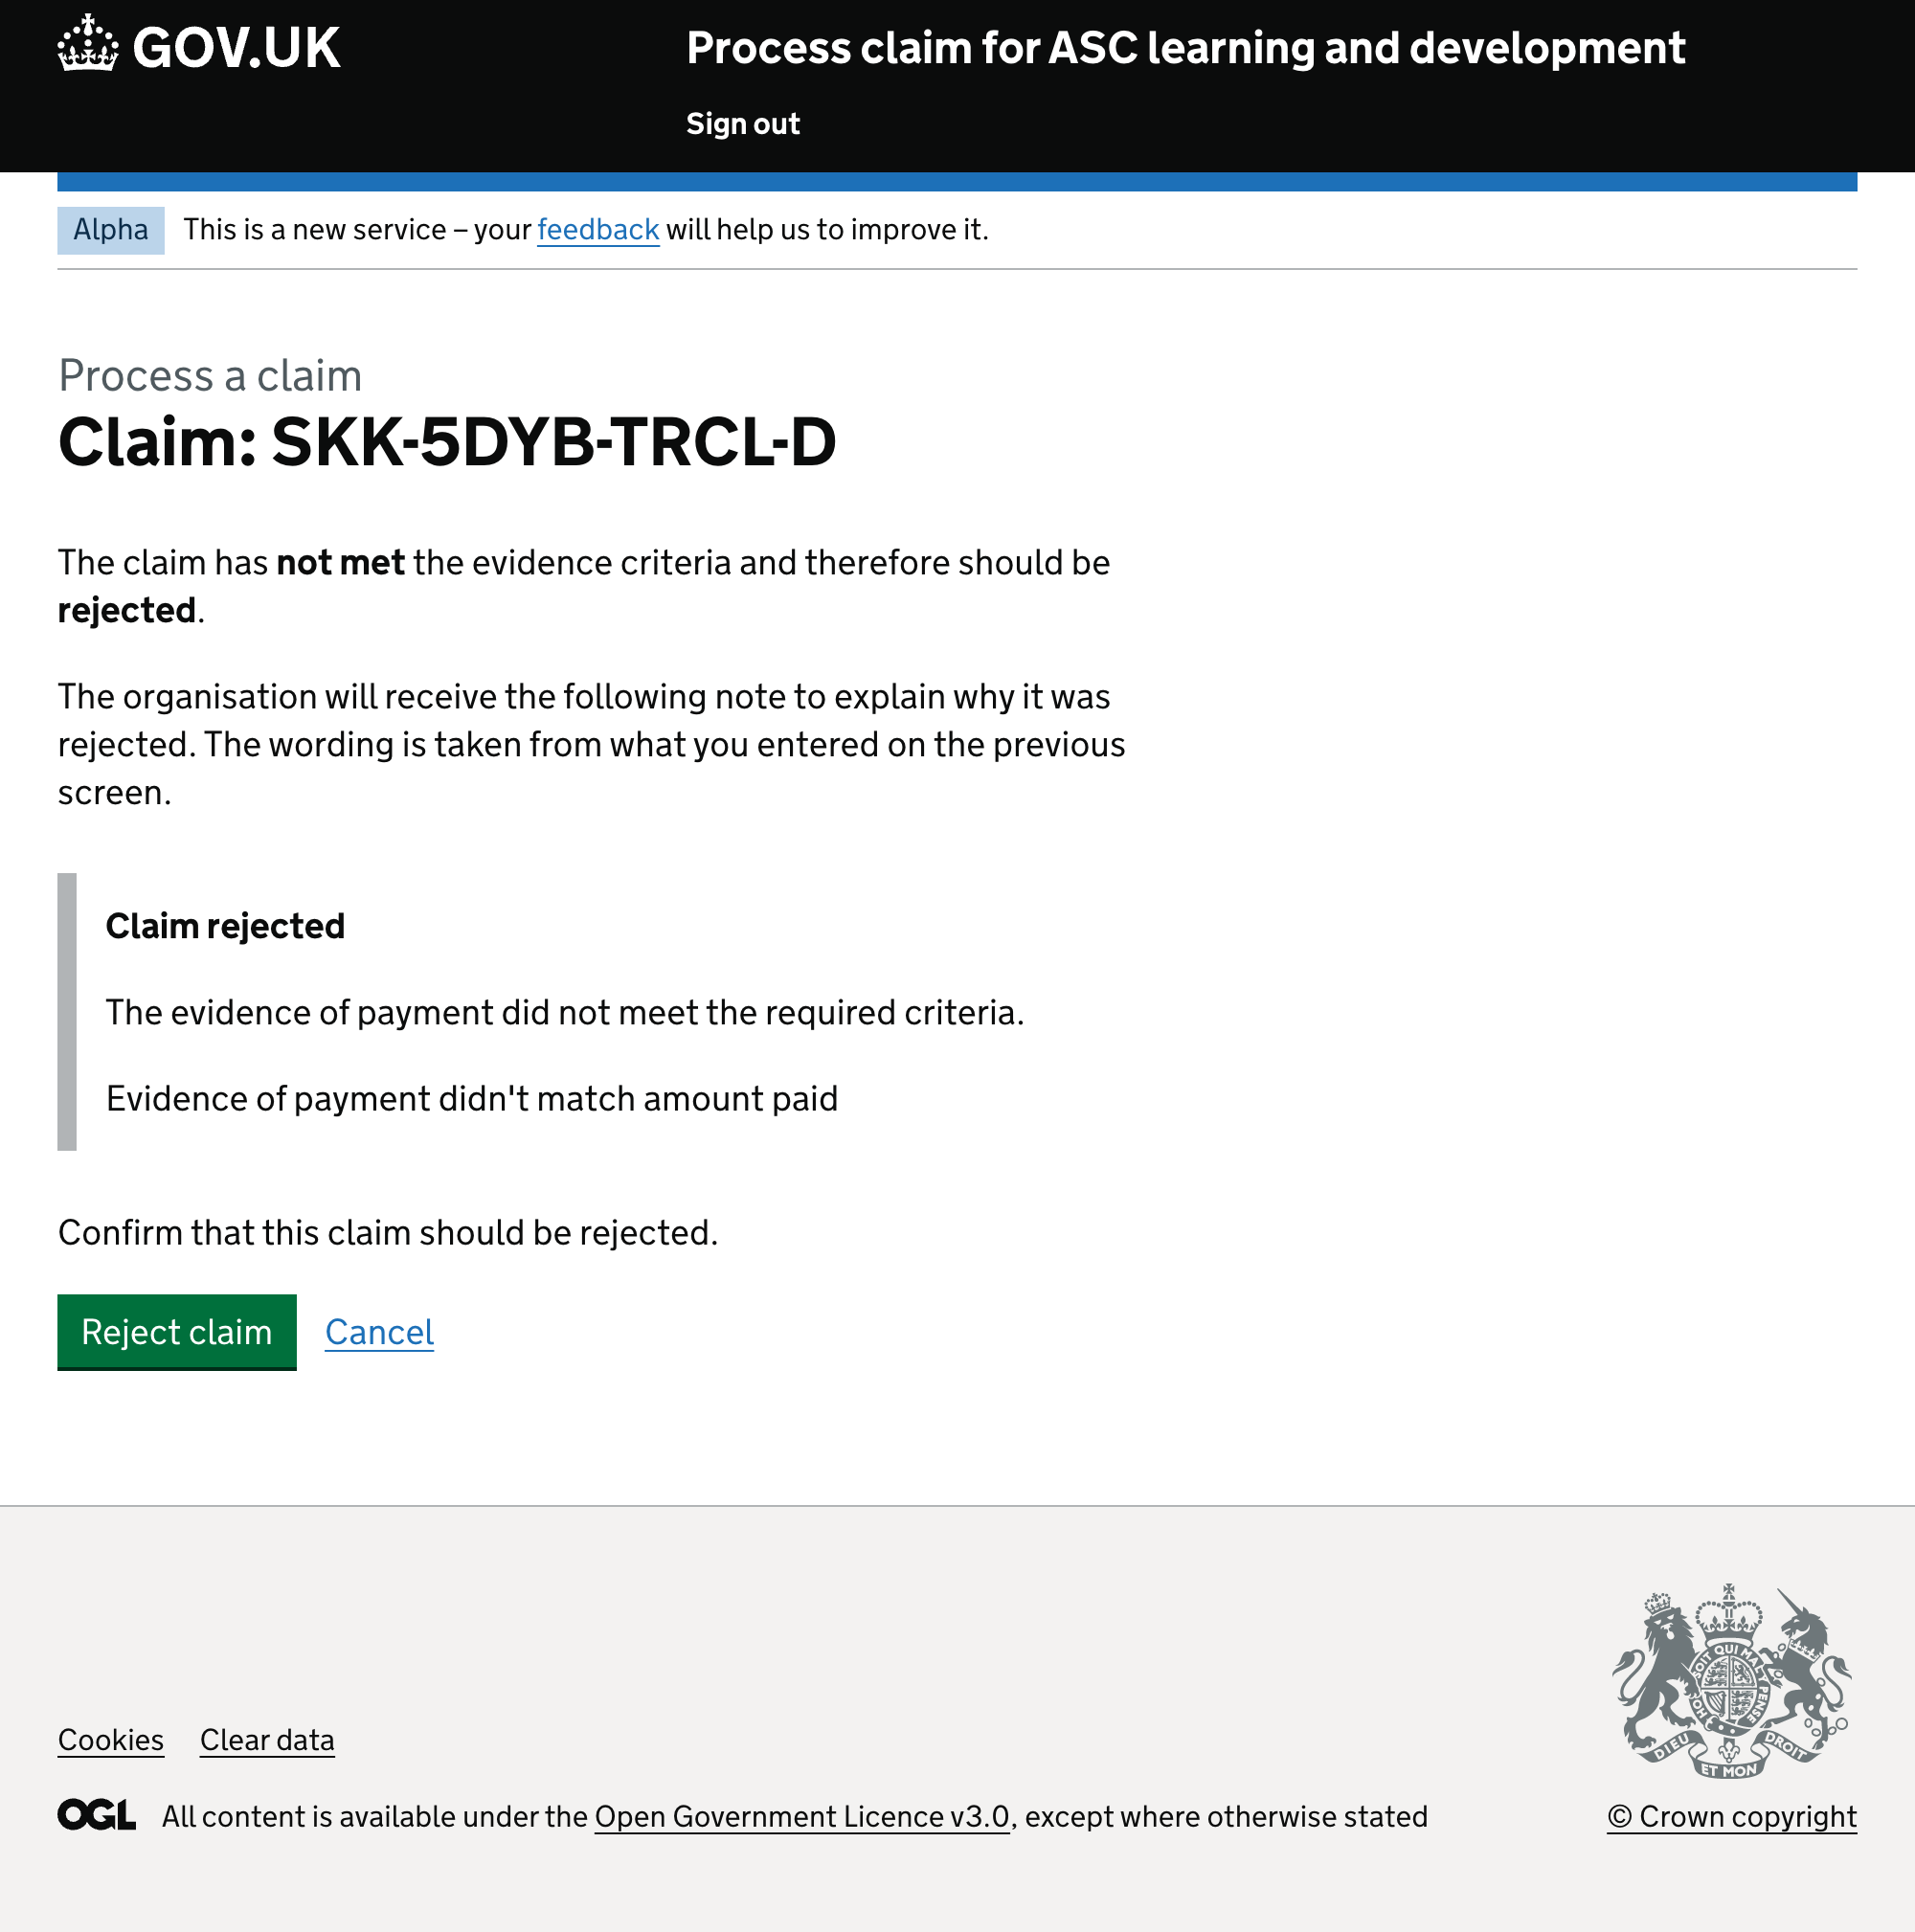 GOV.UK
Process claim for ASC learning and development
Sign out
Alpha This is a new service – your feedback will help us to improve it.
Process a claim
Claim: SKK-5DYB-TRCL-D
The claim has not met the evidence criteria and therefore should be
rejected.
The organisation will receive the following note to explain why it was
rejected. The wording is taken from what you entered on the previous
screen.
Claim rejected
The evidence of payment did not meet the required criteria.
Evidence of payment didn't match amount paid
Confirm that this claim should be rejected.
Reject claim Cancel
SOIT QUI MAL Y PENSE
HON
DIEU ET MON DROIT
Cookies Clear data
OGL All content is available under the Open Government Licence v3.0, except where otherwise stated
© Crown copyright